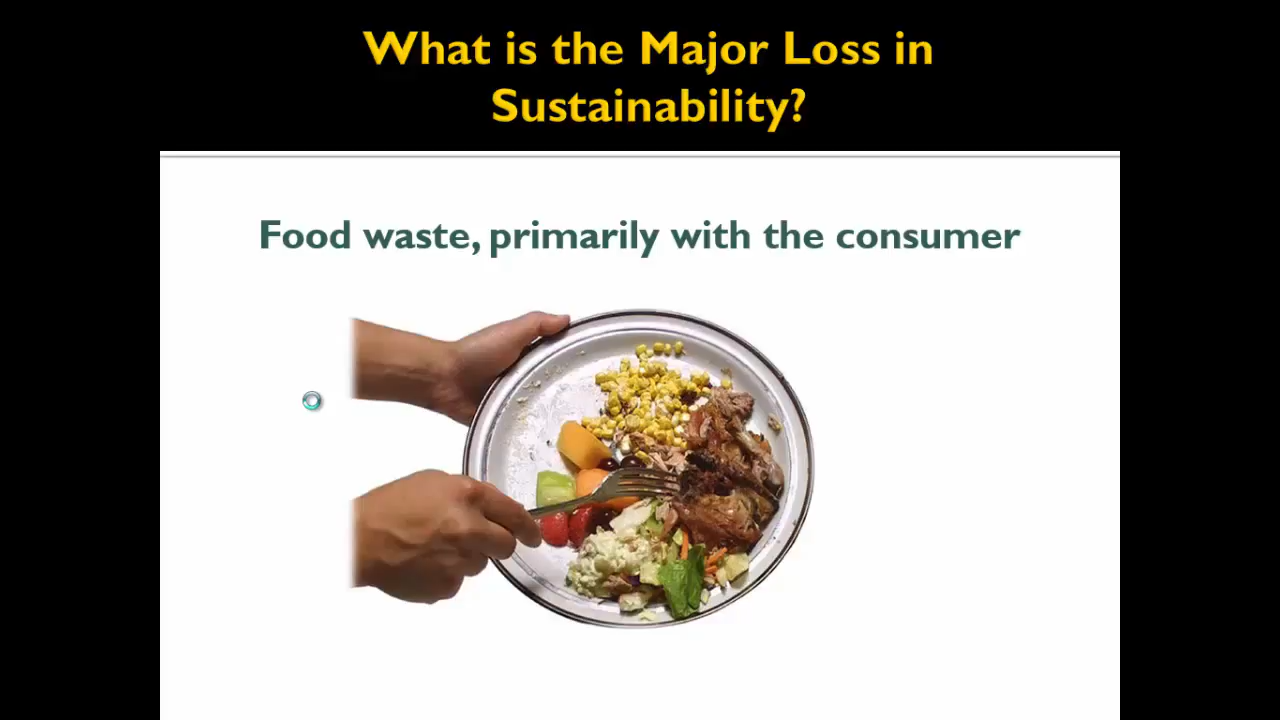 What is the Major Loss in
Sustainability?
Food waste, primarily with the consumer